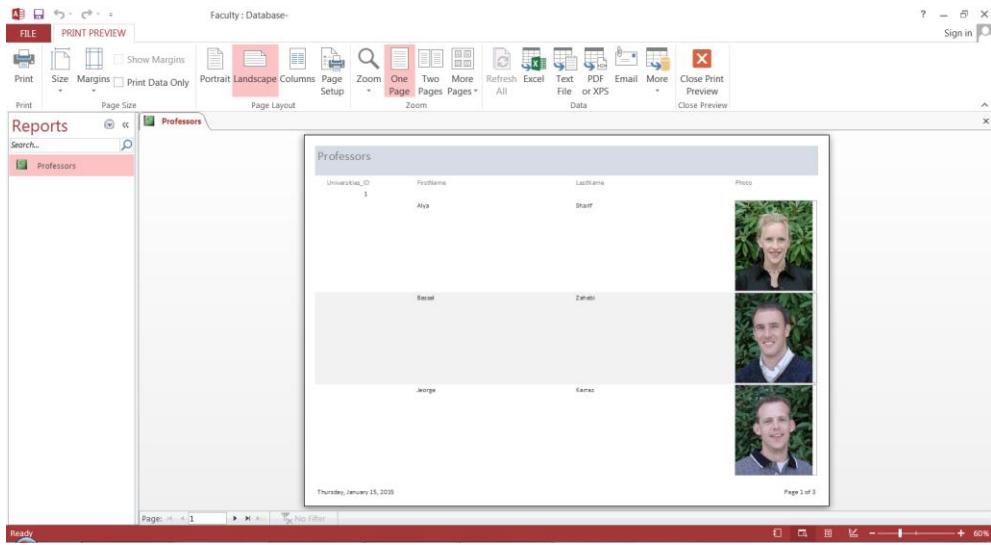 Faculty : Database-
?
FILE PRINT PREVIEW Sign in
Show Margins
Print Data Only
Print Size Margins Portrait Landscape Columns Page Setup Zoom One Page Two Pages More Pages Refresh All Excel Text File PDF or XPS Email More Close Print Preview
Print Page Size Page Layout Zoom Data Close Preview
Reports «
Professors
Search...
Professors
Professors
Universities_ID FirstName LastName Photo
1
Alya Sharif
Bassel Zahabi
Jeorge Karraz
Thursday, January 15, 2015 Page 1 of 3
Page: 1 No Filter
Ready 60%